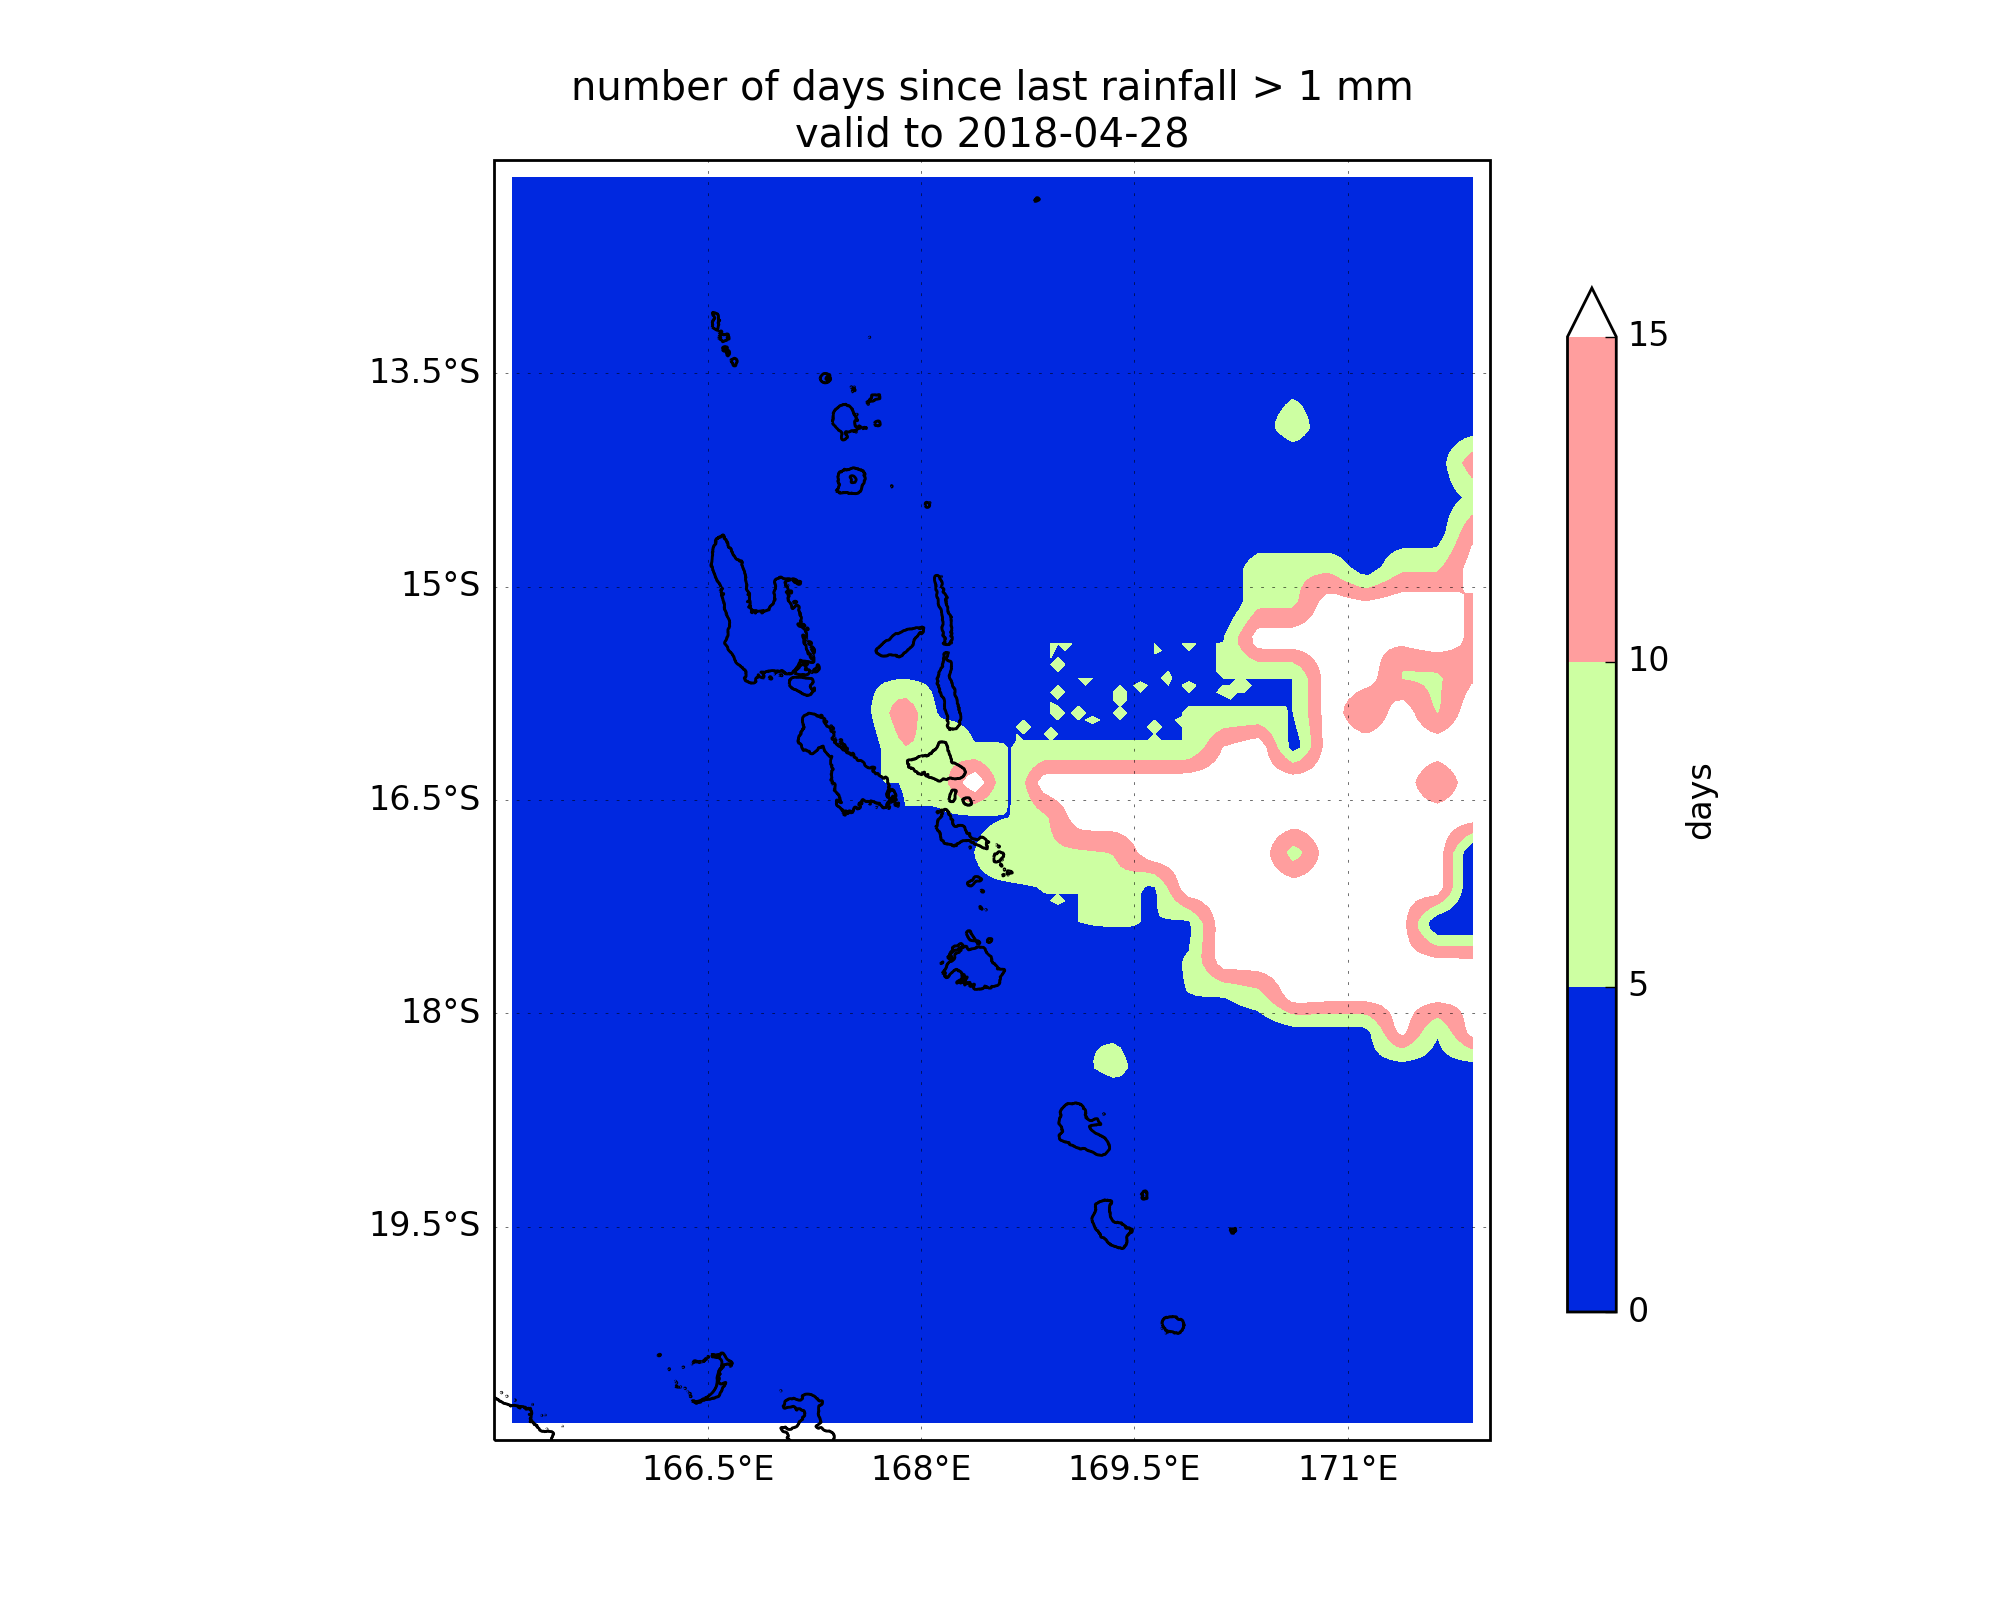 number of days since last rainfall > 1 mm
valid to 2018-04-28
13.5°S
15°S
16.5°S
18°S
19.5°S
166.5°E
168°E
169.5°E
171°E
15
10
5
0
days